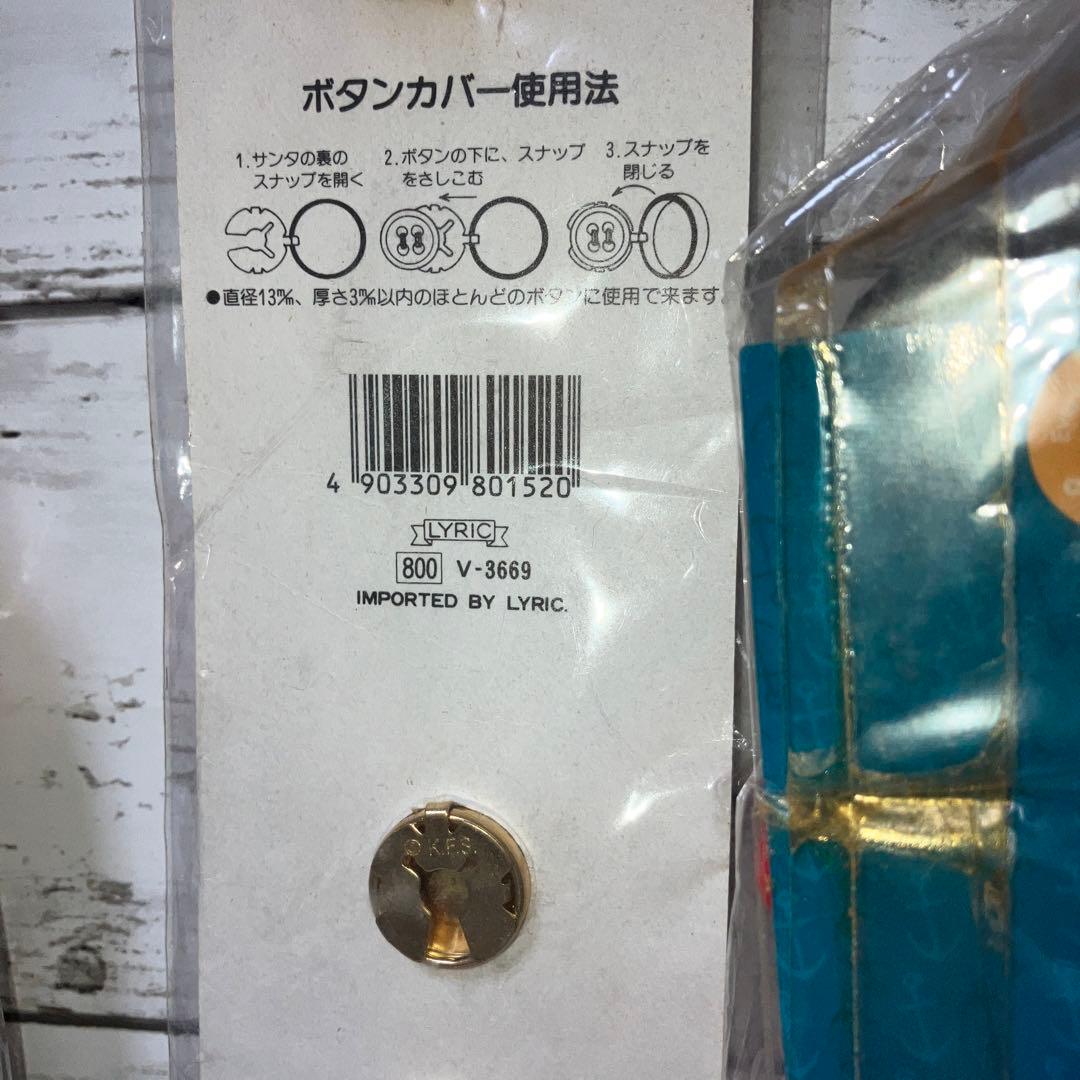 ボタンカバー使用法
1.サンタの裏の
スナップを開く
2.ボタンの下に、スナップ
をさしこむ
3.スナップを
閉じる
●直径13㎜、厚さ3㎜以内のほとんどのボタンに使用で来ます。
4 903309 801520
LYRIC
800 V-3669
IMPORTED BY LYRIC.
© K.F.S.